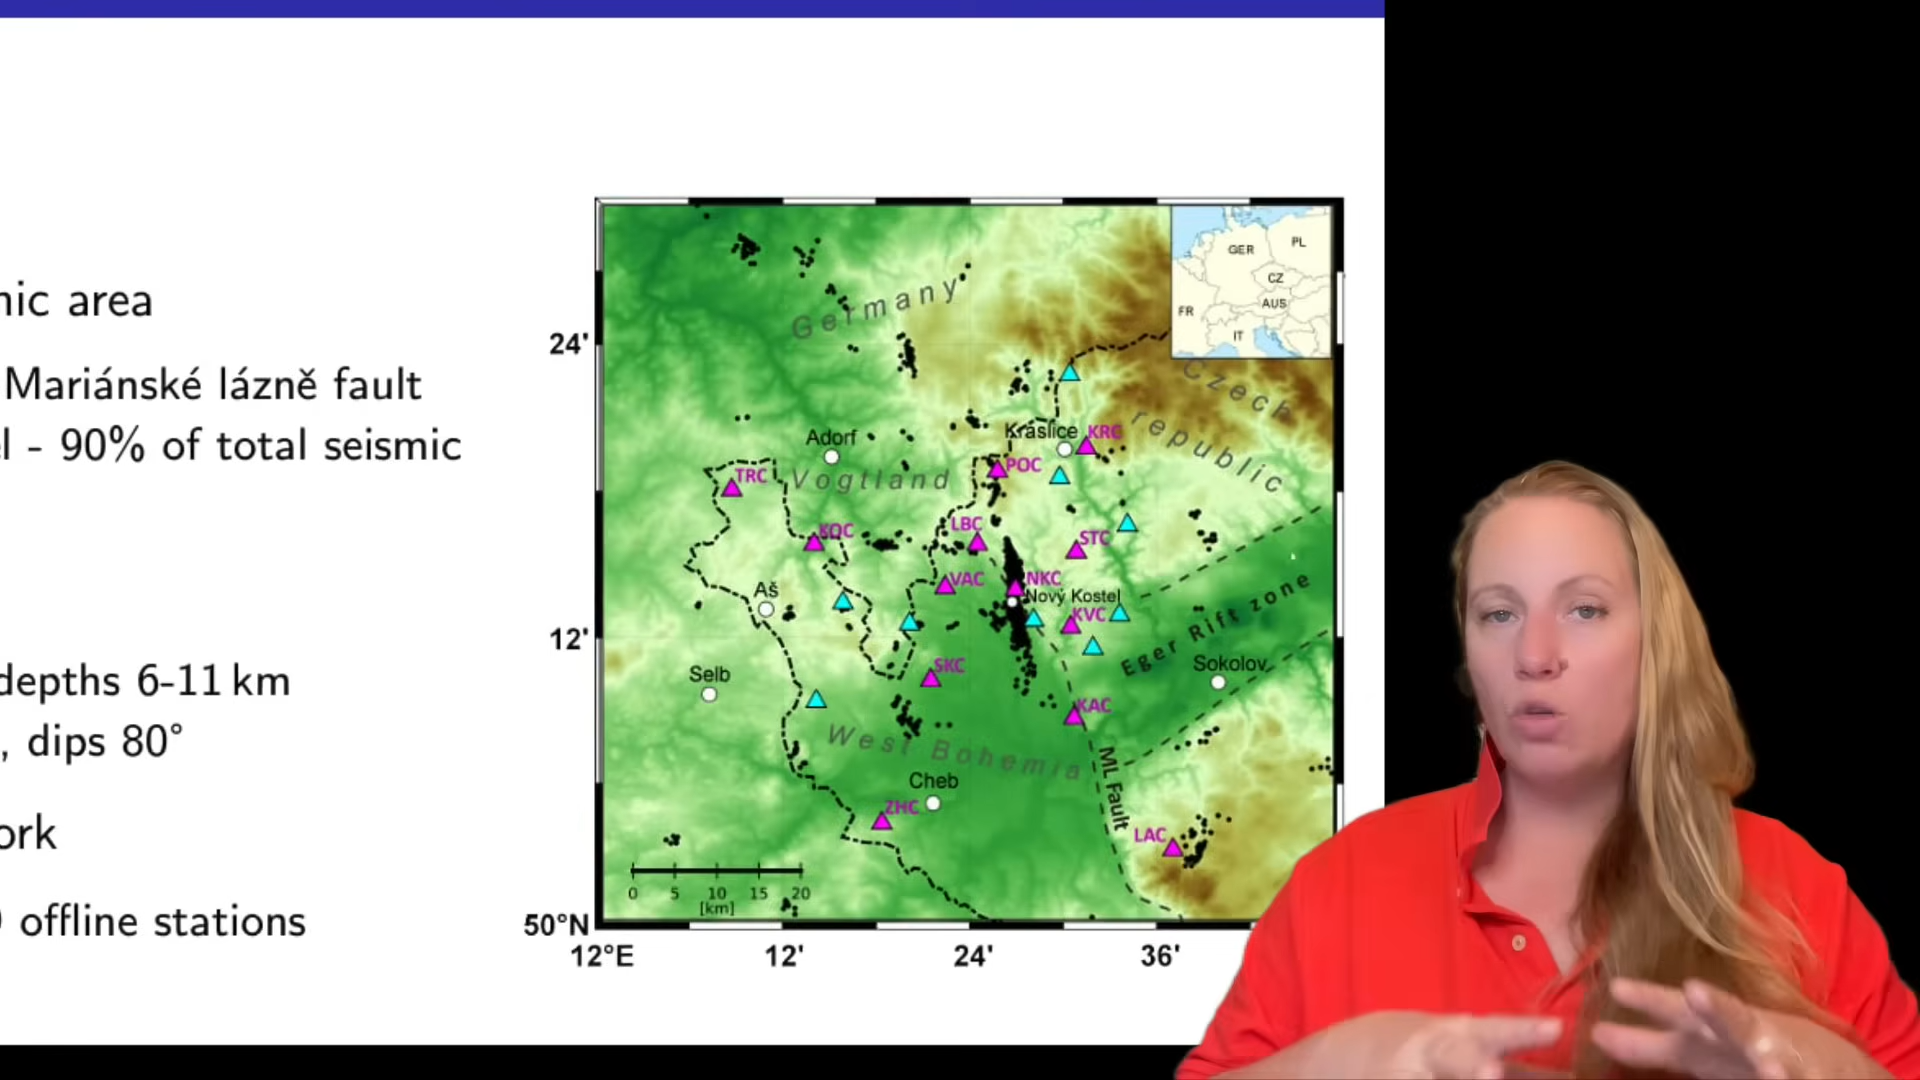 area
Mariánské lázně fault
- 90% of total seismic
depths 6-11 km
, dips 80°
offline stations
GER
PL
CZ
AUS
FR
IT
Germany
Czech
republic
24'
Kraslice
KRC
Adorf
POC
TRC
Vogtland
LBC
KOC
STC
VAC
NKC
Aš
Nový Kostel
KVC
Eger Rift zone
12'
SKC
Sokolov
Selb
KAC
West Bohemia
ML Fault
Cheb
ZHC
LAC
0 5 10 15 20
[km]
50°N
12°E 12' 24' 36'